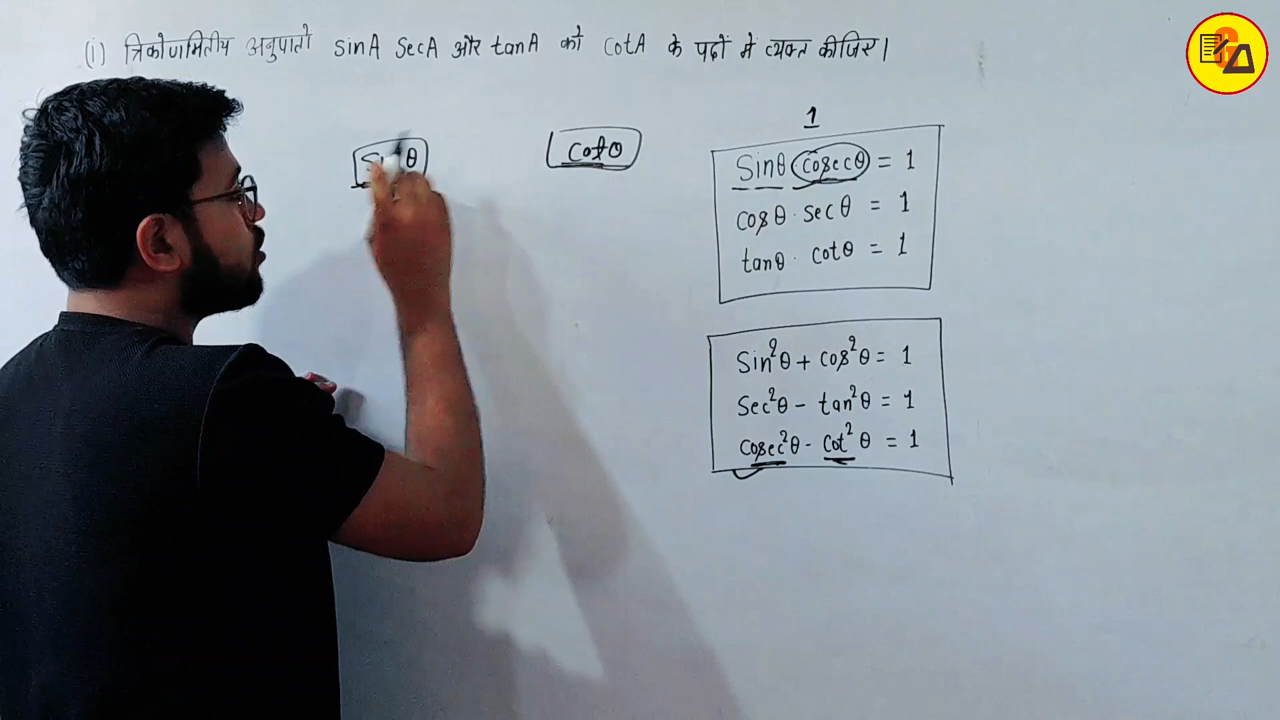 (1) त्रिकोणमितीय अनुपातो sinA SecA और tanA को CotA के पदों में व्यक्त कीजिए।
1
θ
cotθ
Sinθ cosecθ = 1
cosθ · secθ = 1
tanθ · cotθ = 1
Sin²θ + cos²θ = 1
Sec²θ - tan²θ = 1
cosec²θ - cot²θ = 1